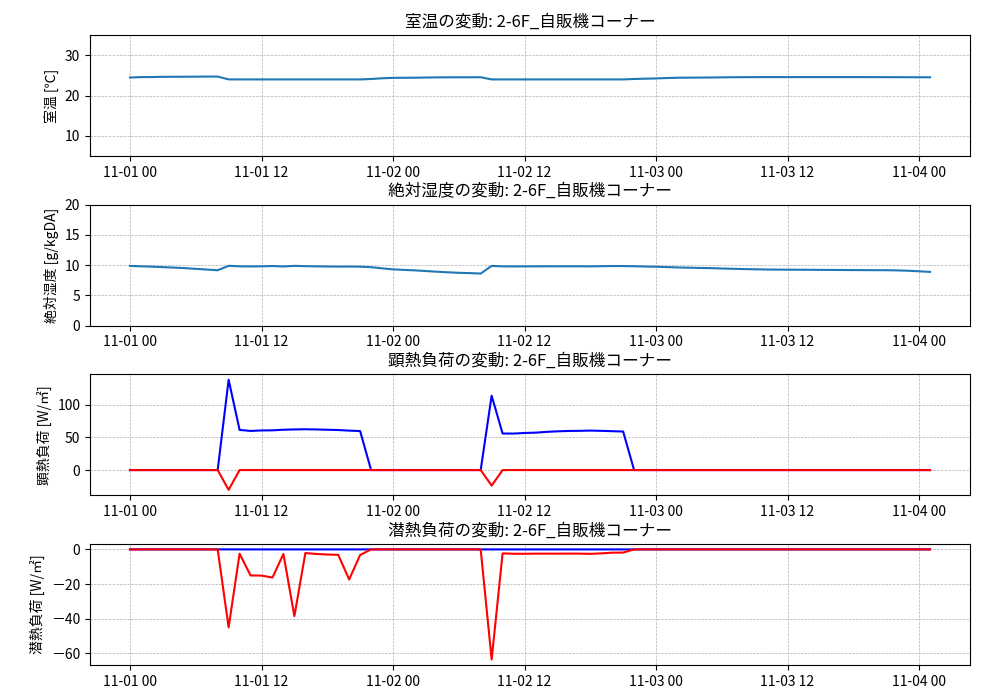 室温の変動: 2-6F_自販機コーナー
室温 [℃]
30
20
10
11-01 00 11-01 12 11-02 00 11-02 12 11-03 00 11-03 12 11-04 00
絶対湿度の変動: 2-6F_自販機コーナー
絶対湿度 [g/kgDA]
20
15
10
5
0
11-01 00 11-01 12 11-02 00 11-02 12 11-03 00 11-03 12 11-04 00
顕熱負荷の変動: 2-6F_自販機コーナー
顕熱負荷 [W/㎡]
100
50
0
11-01 00 11-01 12 11-02 00 11-02 12 11-03 00 11-03 12 11-04 00
潜熱負荷の変動: 2-6F_自販機コーナー
潜熱負荷 [W/㎡]
0
−20
−40
−60
11-01 00 11-01 12 11-02 00 11-02 12 11-03 00 11-03 12 11-04 00